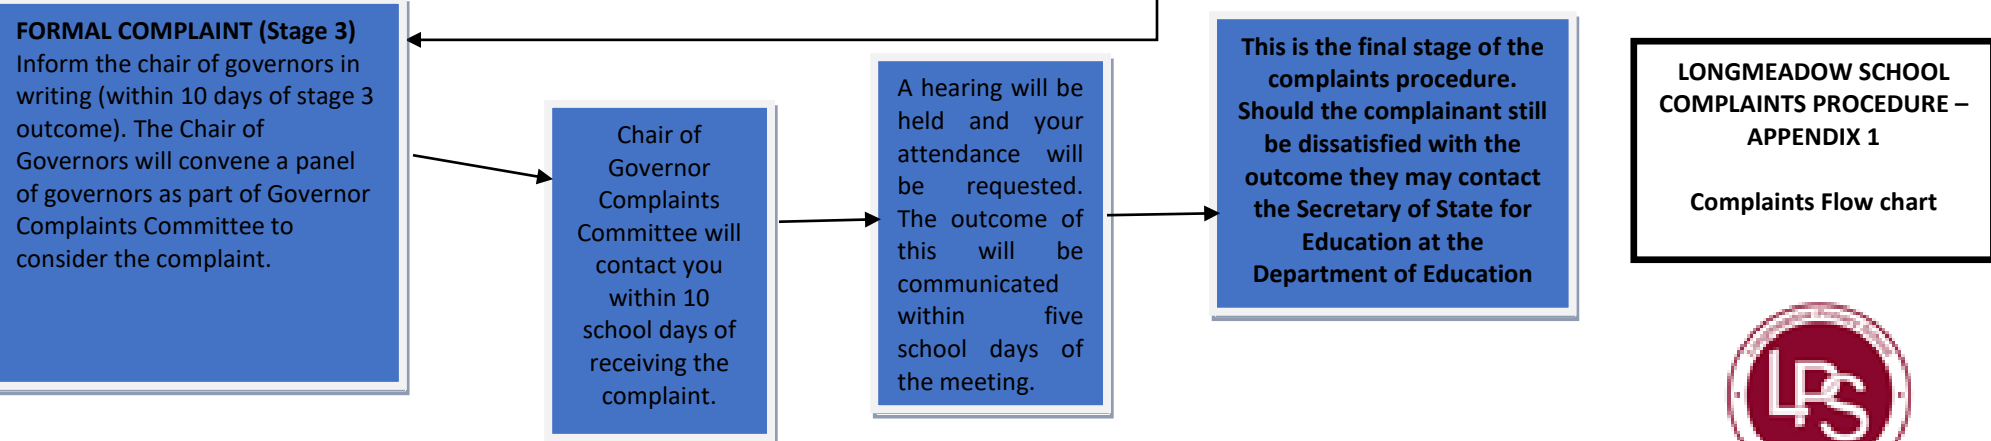 FORMAL COMPLAINT (Stage 3)
Inform the chair of governors in
writing (within 10 days of stage 3
outcome). The Chair of
Governors will convene a panel
of governors as part of Governor
Complaints Committee to
consider the complaint.
Chair of
Governor
Complaints
Committee will
contact you
within 10
school days of
receiving the
complaint.
A hearing will be
held and your
attendance will
be requested.
The outcome of
this will be
communicated
within five
school days of
the meeting.
This is the final stage of the
complaints procedure.
Should the complainant still
be dissatisfied with the
outcome they may contact
the Secretary of State for
Education at the
Department of Education
LONGMEADOW SCHOOL
COMPLAINTS PROCEDURE –
APPENDIX 1
Complaints Flow chart
LPS